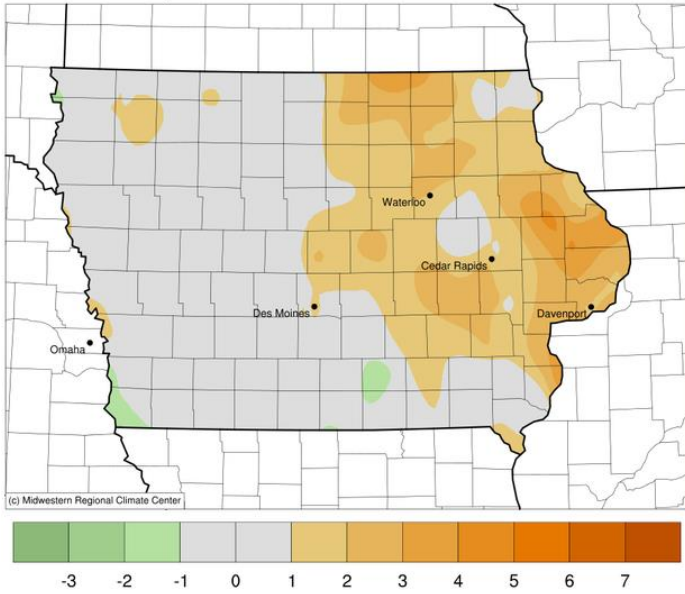 Waterloo
Cedar Rapids
Des Moines
Davenport
Omaha
(c) Midwestern Regional Climate Center
-3 -2 -1 0 1 2 3 4 5 6 7